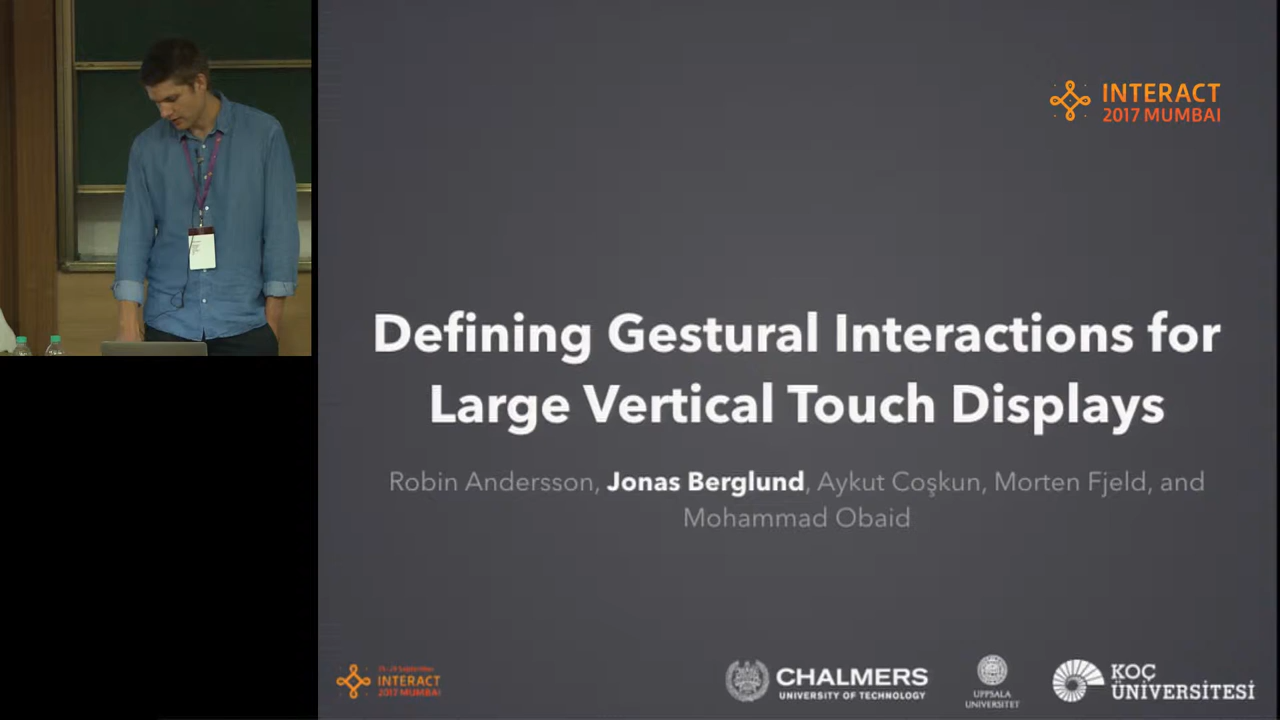 INTERACT
2017 MUMBAI
Defining Gestural Interactions for
Large Vertical Touch Displays
Robin Andersson, Jonas Berglund, Aykut Coşkun, Morten Fjeld, and
Mohammad Obaid
INTERACT
2017 MUMBAI
CHALMERS
UNIVERSITY OF TECHNOLOGY
UPPSALA
UNIVERSITET
KOÇ
ÜNİVERSİTESİ